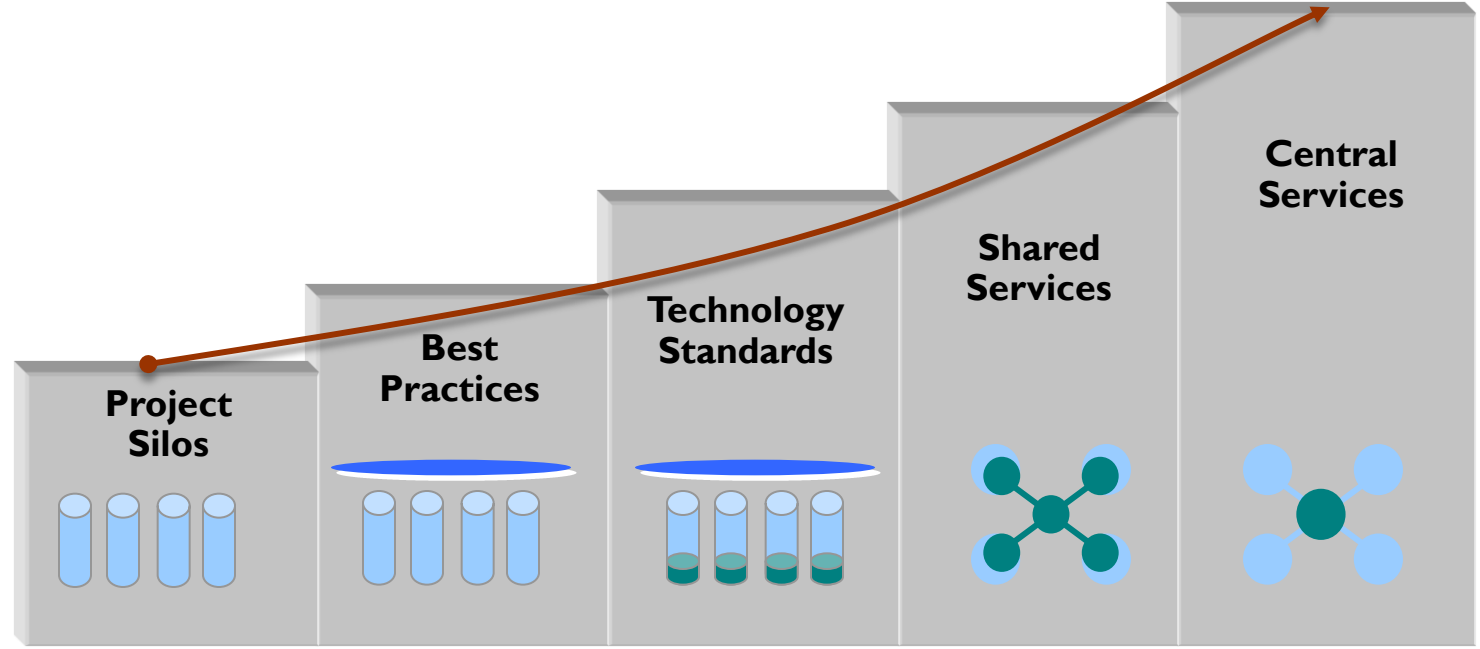 Project
Silos
Best
Practices
Technology
Standards
Shared
Services
Central
Services